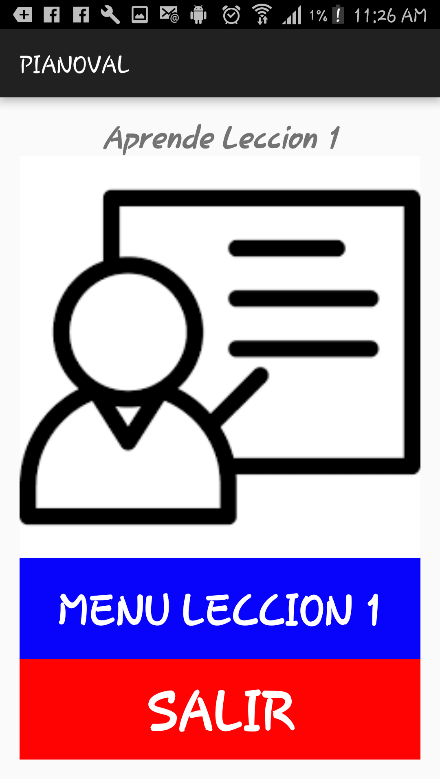 1% 11:26 AM
PIANOVAL
Aprende Leccion 1
MENU LECCION 1
SALIR